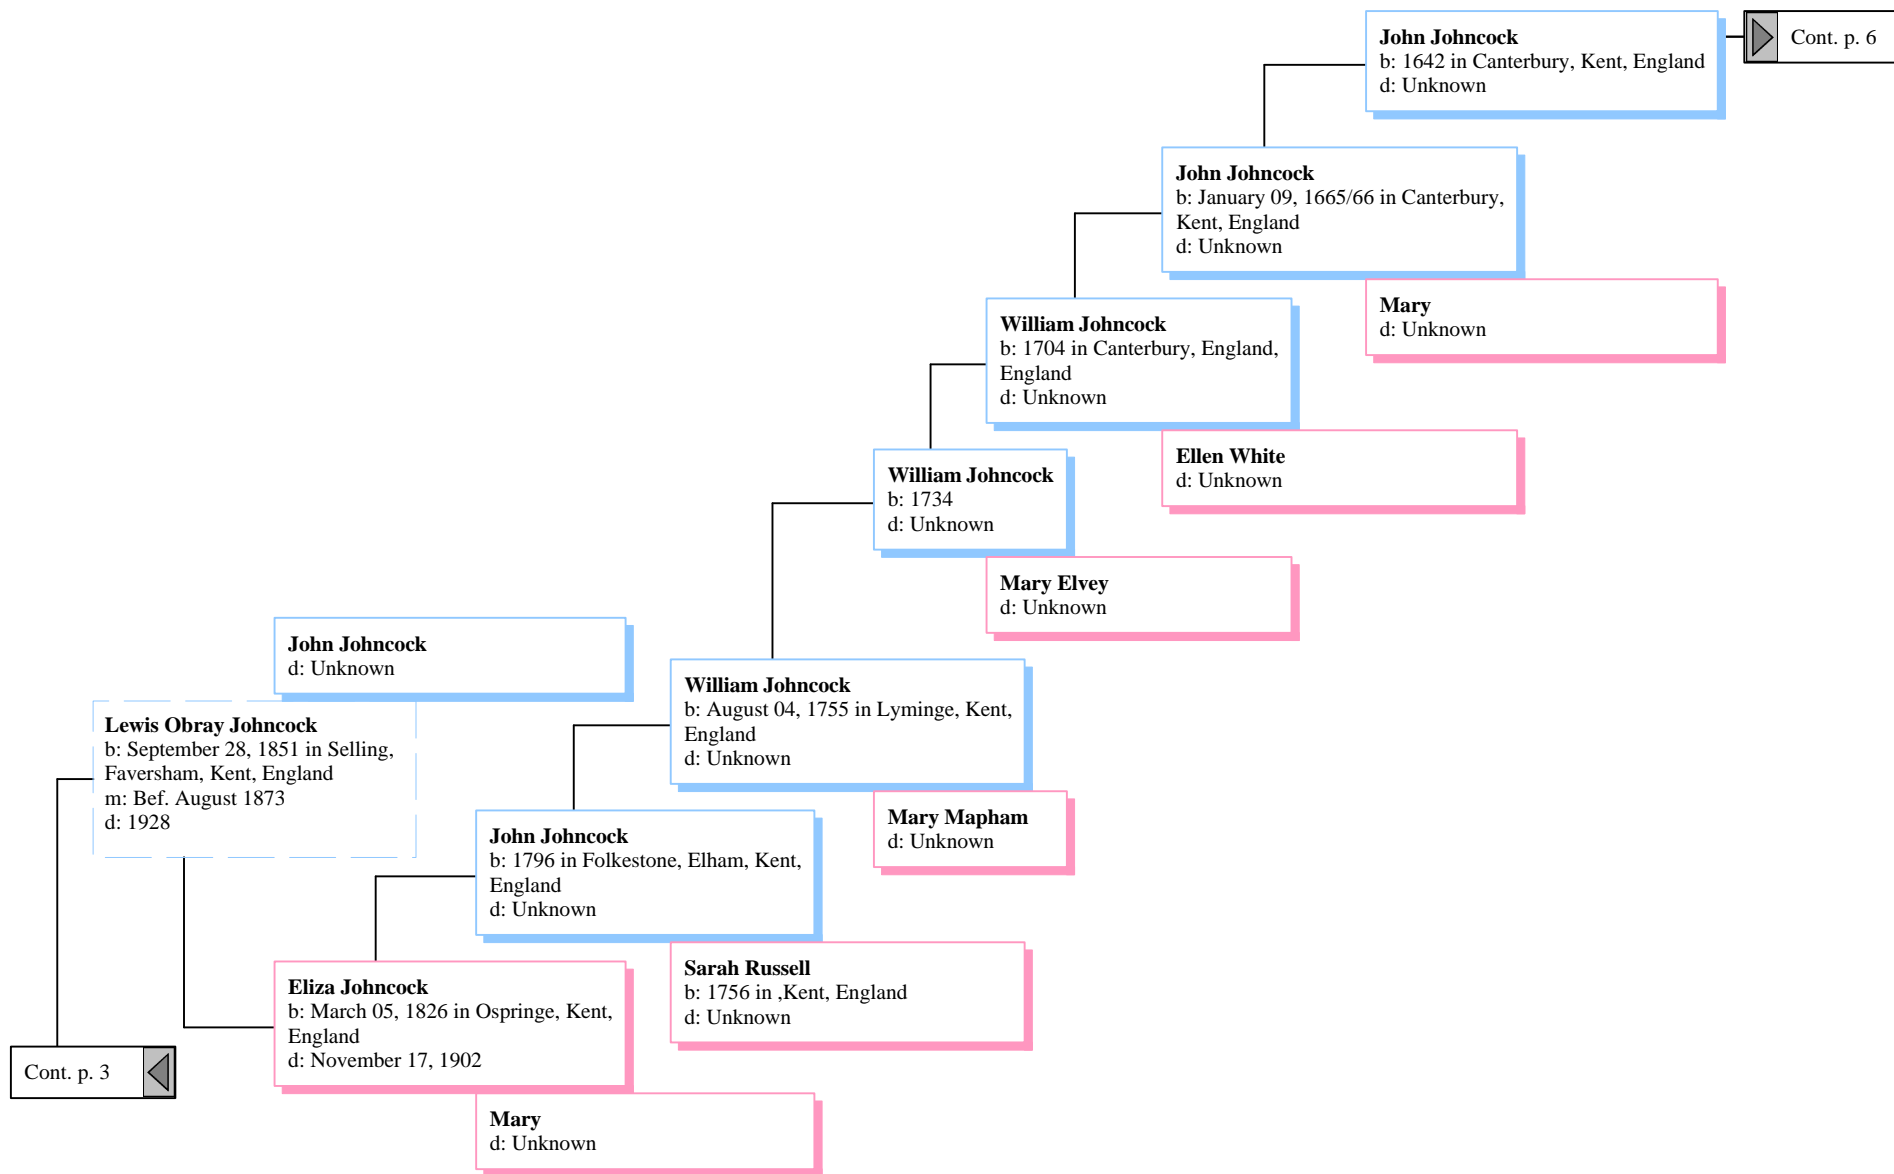 John Johncock
b: 1642 in Canterbury, Kent, England
d: Unknown
Cont. p. 6
John Johncock
b: January 09, 1665/66 in Canterbury,
Kent, England
d: Unknown
Mary
d: Unknown
William Johncock
b: 1704 in Canterbury, England,
England
d: Unknown
Ellen White
d: Unknown
William Johncock
b: 1734
d: Unknown
Mary Elvey
d: Unknown
John Johncock
d: Unknown
William Johncock
b: August 04, 1755 in Lyminge, Kent,
England
d: Unknown
Lewis Obray Johncock
b: September 28, 1851 in Selling,
Faversham, Kent, England
m: Bef. August 1873
d: 1928
Mary Mapham
d: Unknown
John Johncock
b: 1796 in Folkestone, Elham, Kent,
England
d: Unknown
Sarah Russell
b: 1756 in ,Kent, England
d: Unknown
Eliza Johncock
b: March 05, 1826 in Ospringe, Kent,
England
d: November 17, 1902
Cont. p. 3
Mary
d: Unknown